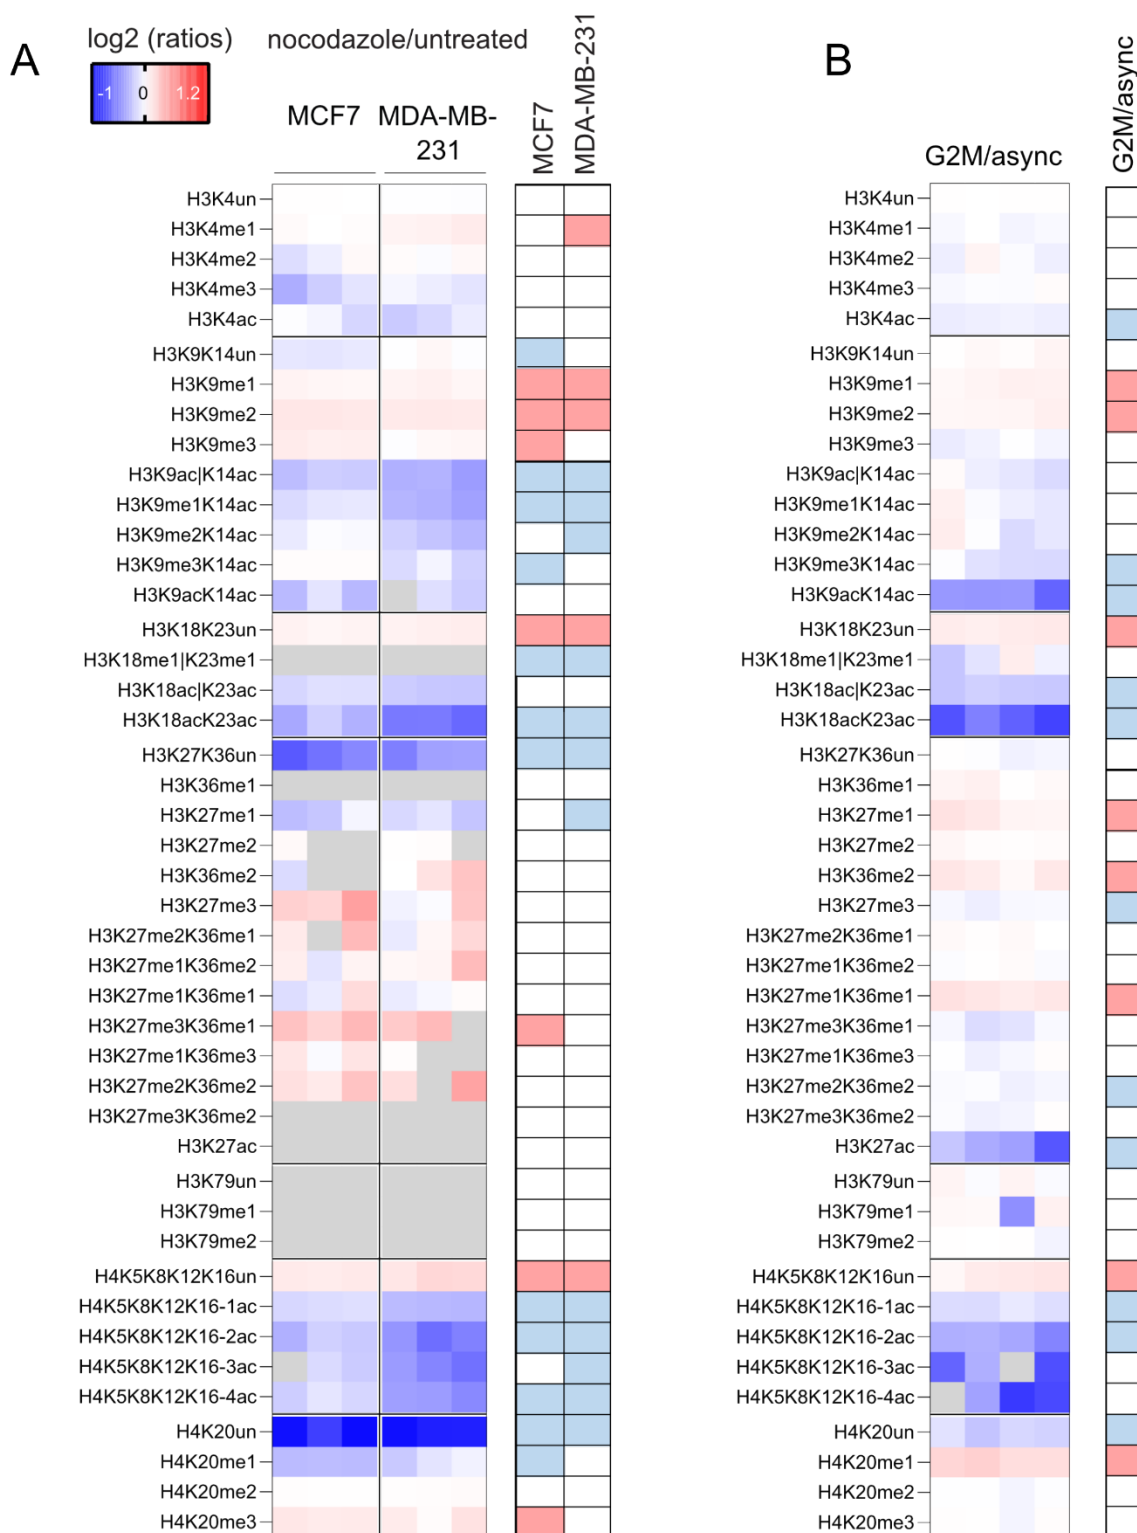 A
log2 (ratios)
-1 0 1.2
nocodazole/untreated
MCF7
MDA-MB-
231
MCF7
MDA-MB-231
H3K4un
H3K4me1
H3K4me2
H3K4me3
H3K4ac
H3K9K14un
H3K9me1
H3K9me2
H3K9me3
H3K9ac|K14ac
H3K9me1K14ac
H3K9me2K14ac
H3K9me3K14ac
H3K9acK14ac
H3K18K23un
H3K18me1|K23me1
H3K18ac|K23ac
H3K18acK23ac
H3K27K36un
H3K36me1
H3K27me1
H3K27me2
H3K36me2
H3K27me3
H3K27me2K36me1
H3K27me1K36me2
H3K27me1K36me1
H3K27me3K36me1
H3K27me1K36me3
H3K27me2K36me2
H3K27me3K36me2
H3K27ac
H3K79un
H3K79me1
H3K79me2
H4K5K8K12K16un
H4K5K8K12K16-1ac
H4K5K8K12K16-2ac
H4K5K8K12K16-3ac
H4K5K8K12K16-4ac
H4K20un
H4K20me1
H4K20me2
H4K20me3
B
G2M/async
G2M/async
H3K4un
H3K4me1
H3K4me2
H3K4me3
H3K4ac
H3K9K14un
H3K9me1
H3K9me2
H3K9me3
H3K9ac|K14ac
H3K9me1K14ac
H3K9me2K14ac
H3K9me3K14ac
H3K9acK14ac
H3K18K23un
H3K18me1|K23me1
H3K18ac|K23ac
H3K18acK23ac
H3K27K36un
H3K36me1
H3K27me1
H3K27me2
H3K36me2
H3K27me3
H3K27me2K36me1
H3K27me1K36me2
H3K27me1K36me1
H3K27me3K36me1
H3K27me1K36me3
H3K27me2K36me2
H3K27me3K36me2
H3K27ac
H3K79un
H3K79me1
H3K79me2
H4K5K8K12K16un
H4K5K8K12K16-1ac
H4K5K8K12K16-2ac
H4K5K8K12K16-3ac
H4K5K8K12K16-4ac
H4K20un
H4K20me1
H4K20me2
H4K20me3